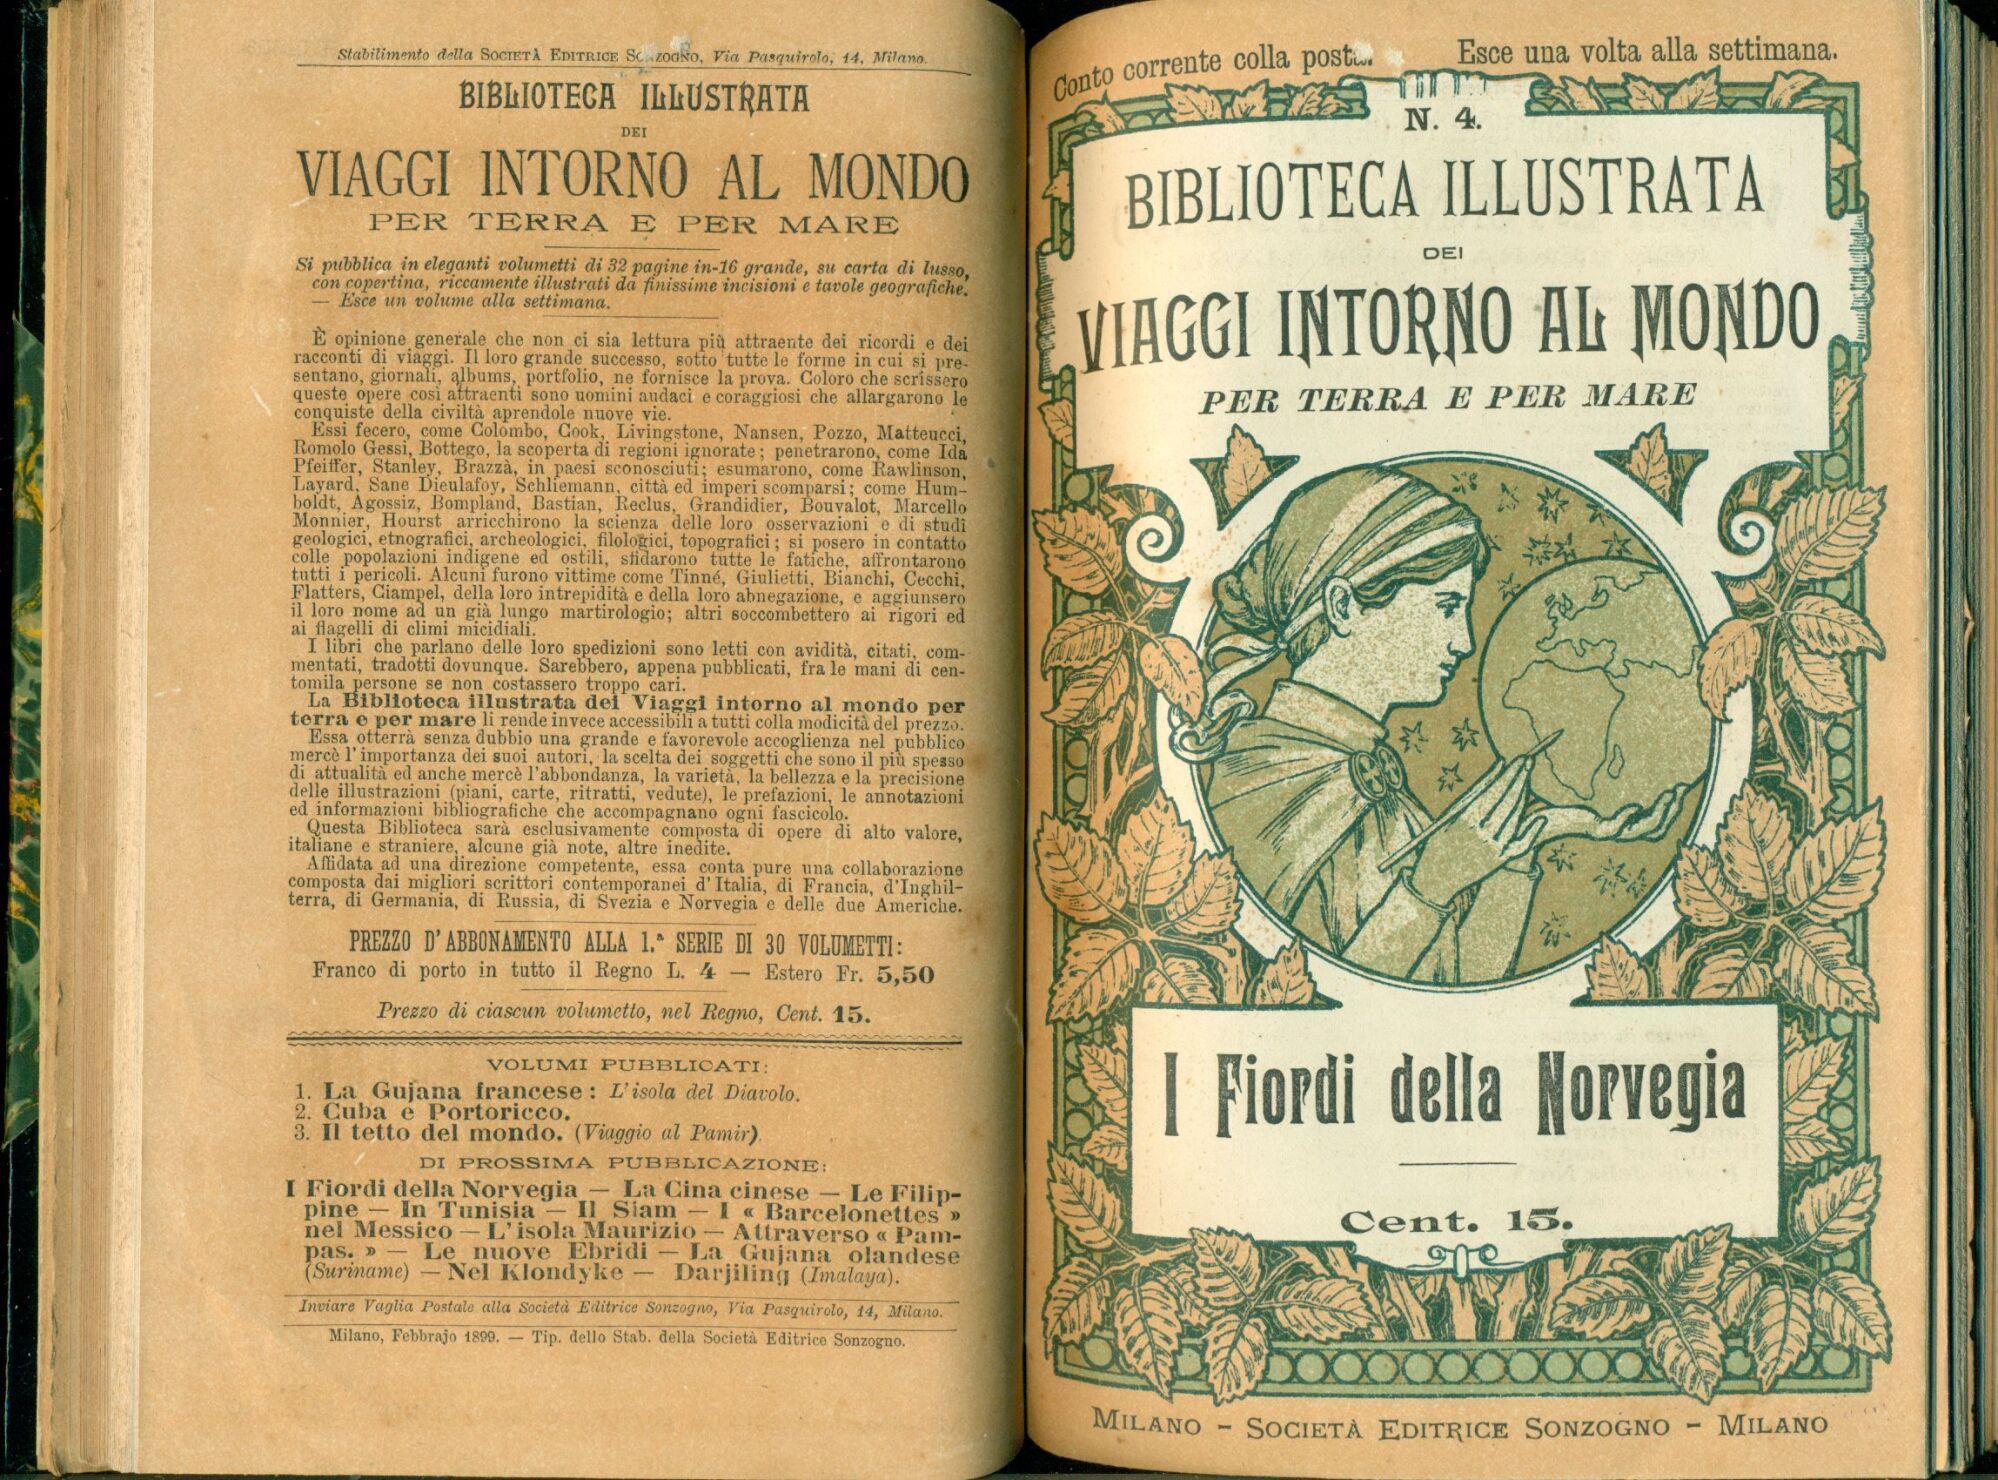 Stabilimento della SOCIETÀ EDITRICE SONZOGNO, Via Pasquirolo, 14, Milano.
BIBLIOTECA ILLUSTRATA
DEI
VIAGGI INTORNO AL MONDO
PER TERRA E PER MARE
Si pubblica in eleganti volumetti di 32 pagine in-16 grande, su carta di lusso,
con copertina, riccamente illustrati da finissime incisioni e tavole geografiche.
— Esce un volume alla settimana.
È opinione generale che non ci sia lettura più attraente dei ricordi e dei
racconti di viaggi. Il loro grande successo, sotto tutte le forme in cui si pre-
sentano, giornali, albums, portfolio, ne fornisce la prova. Coloro che scrissero
queste opere così attraenti sono uomini audaci e coraggiosi che allargarono le
conquiste della civiltà aprendole nuove vie.
Essi fecero, come Colombo, Cook, Livingstone, Nansen, Pozzo, Matteucci,
Romolo Gessi, Bottego, la scoperta di regioni ignorate; penetrarono, come Ida
Pfeiffer, Stanley, Brazzà, in paesi sconosciuti; esumarono, come Rawlinson,
Layard, Sane Dieulafoy, Schliemann, città ed imperi scomparsi; come Hum-
boldt, Agossiz, Bompland, Bastian, Reclus, Grandidier, Bouvalot, Marcello
Monnier, Hourst arricchirono la scienza delle loro osservazioni e di studi
geologici, etnografici, archeologici, filologici, topografici; si posero in contatto
colle popolazioni indigene ed ostili, sfidarono tutte le fatiche, affrontarono
tutti i pericoli. Alcuni furono vittime come Tinné, Giulietti, Bianchi, Cecchi,
Flatters, Ciampel, della loro intrepidità e della loro abnegazione, e aggiunsero
il loro nome ad un già lungo martirologio; altri soccombettero ai rigori ed
ai flagelli di climi micidiali.
I libri che parlano delle loro spedizioni sono letti con avidità, citati, com-
mentati, tradotti dovunque. Sarebbero, appena pubblicati, fra le mani di cen-
tomila persone se non costassero troppo cari.
La Biblioteca illustrata dei Viaggi intorno al mondo per
terra e per mare li rende invece accessibili a tutti colla modicità del prezzo.
Essa otterrà senza dubbio una grande e favorevole accoglienza nel pubblico
mercè l'importanza dei suoi autori, la scelta dei soggetti che sono il più spesso
di attualità ed anche mercè l'abbondanza, la varietà, la bellezza e la precisione
delle illustrazioni (piani, carte, ritratti, vedute), le prefazioni, le annotazioni
ed informazioni bibliografiche che accompagnano ogni fascicolo.
Questa Biblioteca sarà esclusivamente composta di opere di alto valore,
italiane e straniere, alcune già note, altre inedite.
Affidata ad una direzione competente, essa conta pure una collaborazione
composta dai migliori scrittori contemporanei d'Italia, di Francia, d'Inghil-
terra, di Germania, di Russia, di Svezia e Norvegia e delle due Americhe.
PREZZO D'ABBONAMENTO ALLA 1.ª SERIE DI 30 VOLUMETTI:
Franco di porto in tutto il Regno L. 4 — Estero Fr. 5,50
Prezzo di ciascun volumetto, nel Regno, Cent. 15.
VOLUMI PUBBLICATI:
1. La Gujana francese: L'isola del Diavolo.
2. Cuba e Portoricco.
3. Il tetto del mondo. (Viaggio al Pamir).
DI PROSSIMA PUBBLICAZIONE:
I Fiordi della Norvegia — La Cina cinese — Le Filip-
pine — In Tunisia — Il Siam — I « Barcelonettes »
nel Messico — L'isola Maurizio — Attraverso « Pam-
pas. » — Le nuove Ebridi — La Gujana olandese
(Suriname) — Nel Klondyke — Darjiling (Imalaya).
Inviare Vaglia Postale alla Società Editrice Sonzogno, Via Pasquirolo, 14, Milano.
Milano, Febbrajo 1899. — Tip. dello Stab. della Società Editrice Sonzogno.
Conto corrente colla posta. Esce una volta alla settimana.
N. 4.
BIBLIOTECA ILLUSTRATA
DEI
VIAGGI INTORNO AL MONDO
PER TERRA E PER MARE
I Fiordi della Norvegia
Cent. 15.
MILANO - SOCIETÀ EDITRICE SONZOGNO - MILANO